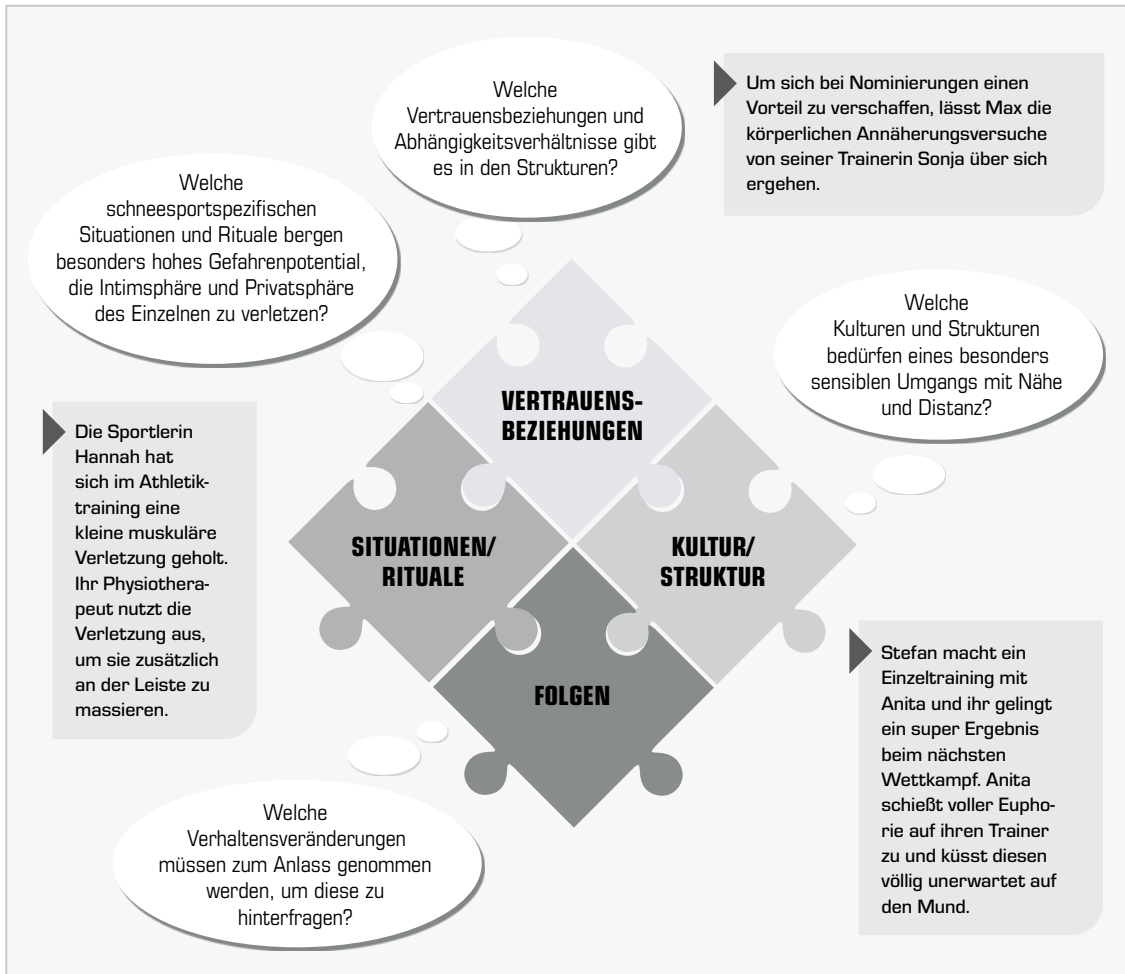 Welche
Vertrauensbeziehungen und
Abhängigkeitsverhältnisse gibt
es in den Strukturen?
Um sich bei Nominierungen einen
Vorteil zu verschaffen, lässt Max die
körperlichen Annäherungsversuche
von seiner Trainerin Sonja über sich
ergehen.
Welche
schneesportspezifischen
Situationen und Rituale bergen
besonders hohes Gefahrenpotential,
die Intimsphäre und Privatsphäre
des Einzelnen zu verletzen?
Welche
Kulturen und Strukturen
bedürfen eines besonders
sensiblen Umgangs mit Nähe
und Distanz?
VERTRAUENS-
BEZIEHUNGEN
Die Sportlerin
Hannah hat
sich im Athletik-
training eine
kleine muskuläre
Verletzung geholt.
Ihr Physiothera-
peut nutzt die
Verletzung aus,
um sie zusätzlich
an der Leiste zu
massieren.
SITUATIONEN/
RITUALE
KULTUR/
STRUKTUR
FOLGEN
Stefan macht ein
Einzeltraining mit
Anita und ihr gelingt
ein super Ergebnis
beim nächsten
Wettkampf. Anita
schießt voller Eupho-
rie auf ihren Trainer
zu und küsst diesen
völlig unerwartet auf
den Mund.
Welche
Verhaltensveränderungen
müssen zum Anlass genommen
werden, um diese zu
hinterfragen?